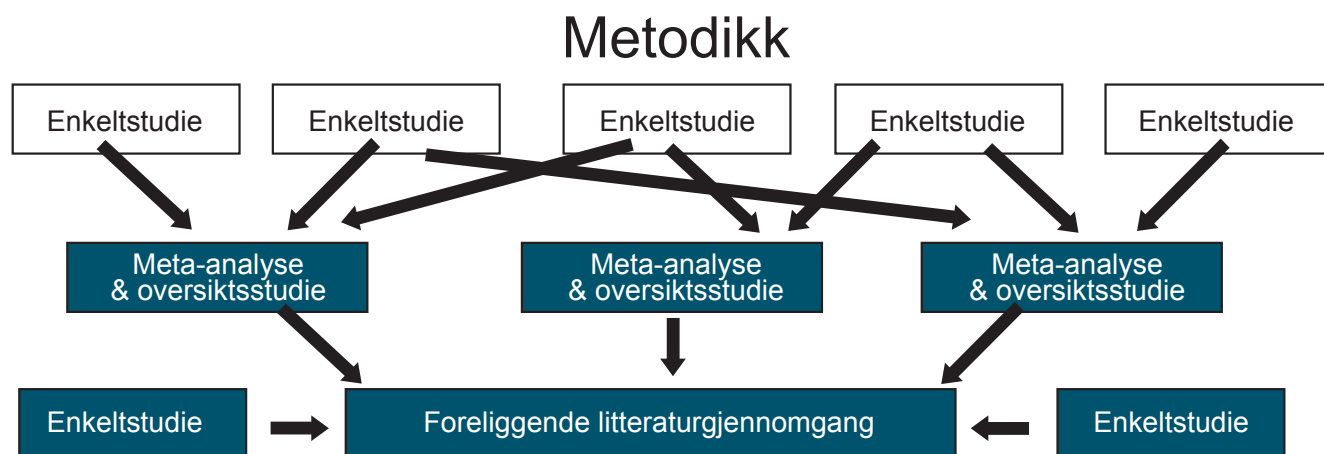 Metodikk
Enkeltstudie
Enkeltstudie
Enkeltstudie
Enkeltstudie
Enkeltstudie
Meta-analyse
& oversiktsstudie
Meta-analyse
& oversiktsstudie
Meta-analyse
& oversiktsstudie
Enkeltstudie
Foreliggende litteraturgjennomgang
Enkeltstudie